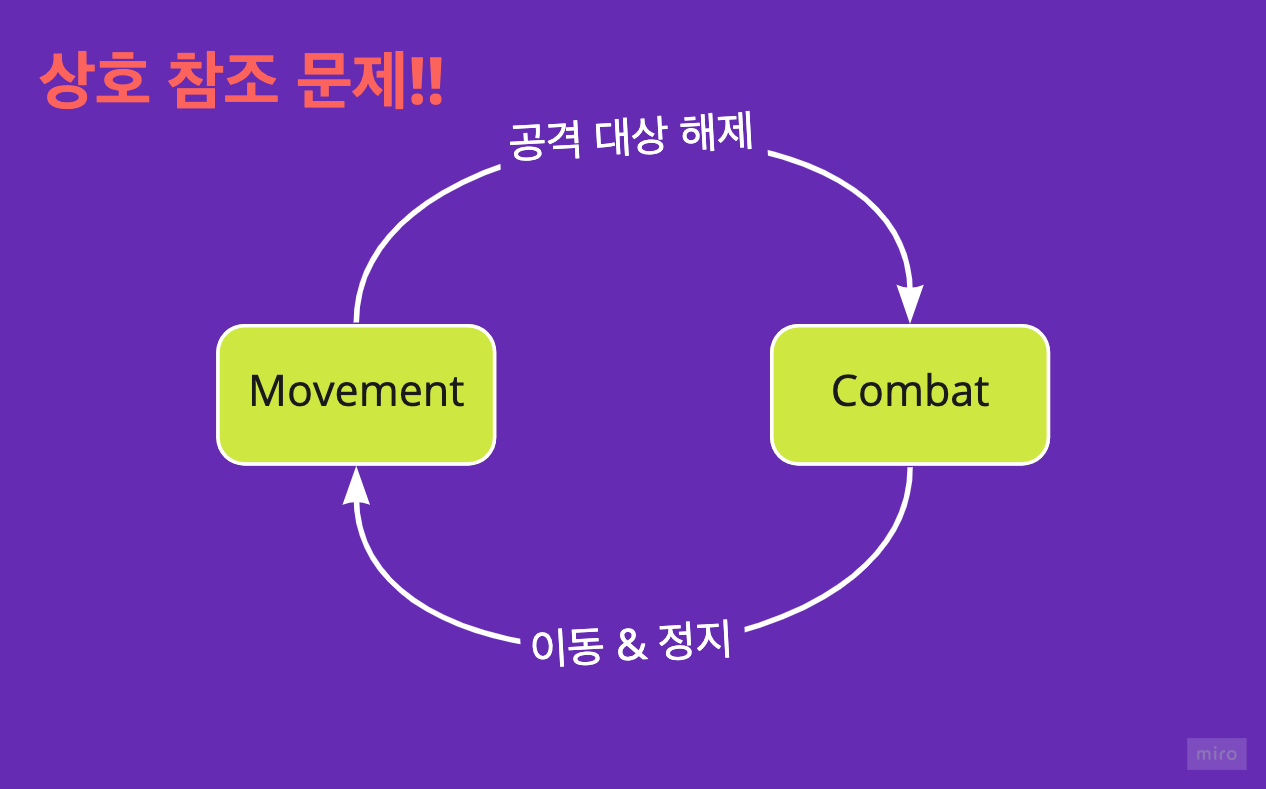 상호 참조 문제!!
공격 대상 해제
Movement
Combat
이동 & 정지
miro